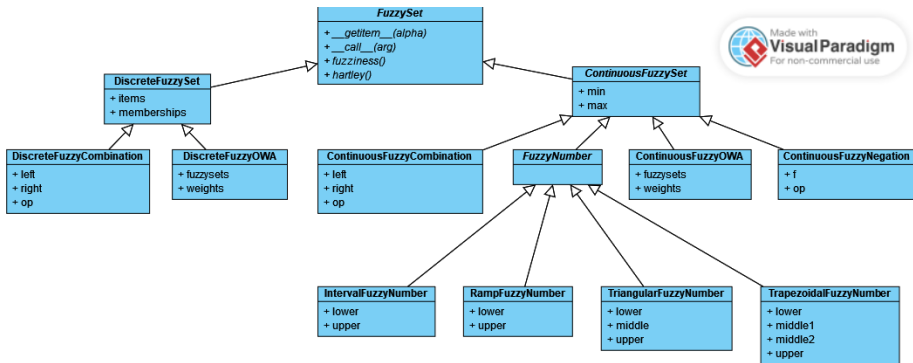 FuzzySet
+ __getitem__(alpha)
+ __call__(arg)
+ fuzziness()
+ hartley()
Made with
VisualParadigm
For non-commercial use
DiscreteFuzzySet
+ items
+ memberships
ContinuousFuzzySet
+ min
+ max
DiscreteFuzzyCombination
+ left
+ right
+ op
DiscreteFuzzyOWA
+ fuzzysets
+ weights
ContinuousFuzzyCombination
+ left
+ right
+ op
FuzzyNumber
ContinuousFuzzyOWA
+ fuzzysets
+ weights
ContinuousFuzzyNegation
+ f
+ op
IntervalFuzzyNumber
+ lower
+ upper
RampFuzzyNumber
+ lower
+ upper
TriangularFuzzyNumber
+ lower
+ middle
+ upper
TrapezoidalFuzzyNumber
+ lower
+ middle1
+ middle2
+ upper